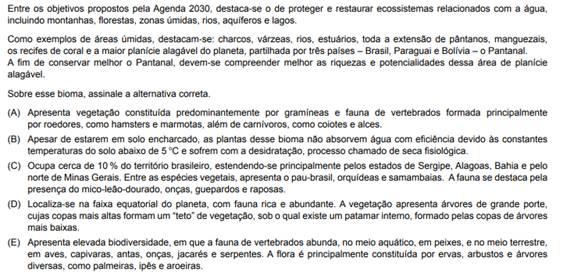 Entre os objetivos propostos pela Agenda 2030, destaca-se o de proteger e restaurar ecossistemas relacionados com a água,
incluindo montanhas, florestas, zonas úmidas, rios, aquíferos e lagos.
Como exemplos de áreas úmidas, destacam-se: charcos, várzeas, rios, estuários, toda a extensão de pântanos, manguezais,
os recifes de coral e a maior planície alagável do planeta, partilhada por três países – Brasil, Paraguai e Bolívia – o Pantanal.
A fim de conservar melhor o Pantanal, devem-se compreender melhor as riquezas e potencialidades dessa área de planície
alagável.
Sobre esse bioma, assinale a alternativa correta.
(A) Apresenta vegetação constituída predominantemente por gramíneas e fauna de vertebrados formada principalmente
por roedores, como hamsters e marmotas, além de carnívoros, como coiotes e alces.
(B) Apesar de estarem em solo encharcado, as plantas desse bioma não absorvem água com eficiência devido às constantes
temperaturas do solo abaixo de 5 °C e sofrem com a desidratação, processo chamado de seca fisiológica.
(C) Ocupa cerca de 10 % do território brasileiro, estendendo-se principalmente pelos estados de Sergipe, Alagoas, Bahia e pelo
norte de Minas Gerais. Entre as espécies vegetais, apresenta o pau-brasil, orquídeas e samambaias. A fauna se destaca pela
presença do mico-leão-dourado, onças, guepardos e raposas.
(D) Localiza-se na faixa equatorial do planeta, com fauna rica e abundante. A vegetação apresenta árvores de grande porte,
cujas copas mais altas formam um “teto” de vegetação, sob o qual existe um patamar interno, formado pelas copas de árvores
mais baixas.
(E) Apresenta elevada biodiversidade, em que a fauna de vertebrados abunda, no meio aquático, em peixes, e no meio terrestre,
em aves, capivaras, antas, onças, jacarés e serpentes. A flora é principalmente constituída por ervas, arbustos e árvores
diversas, como palmeiras, ipês e aroeiras.